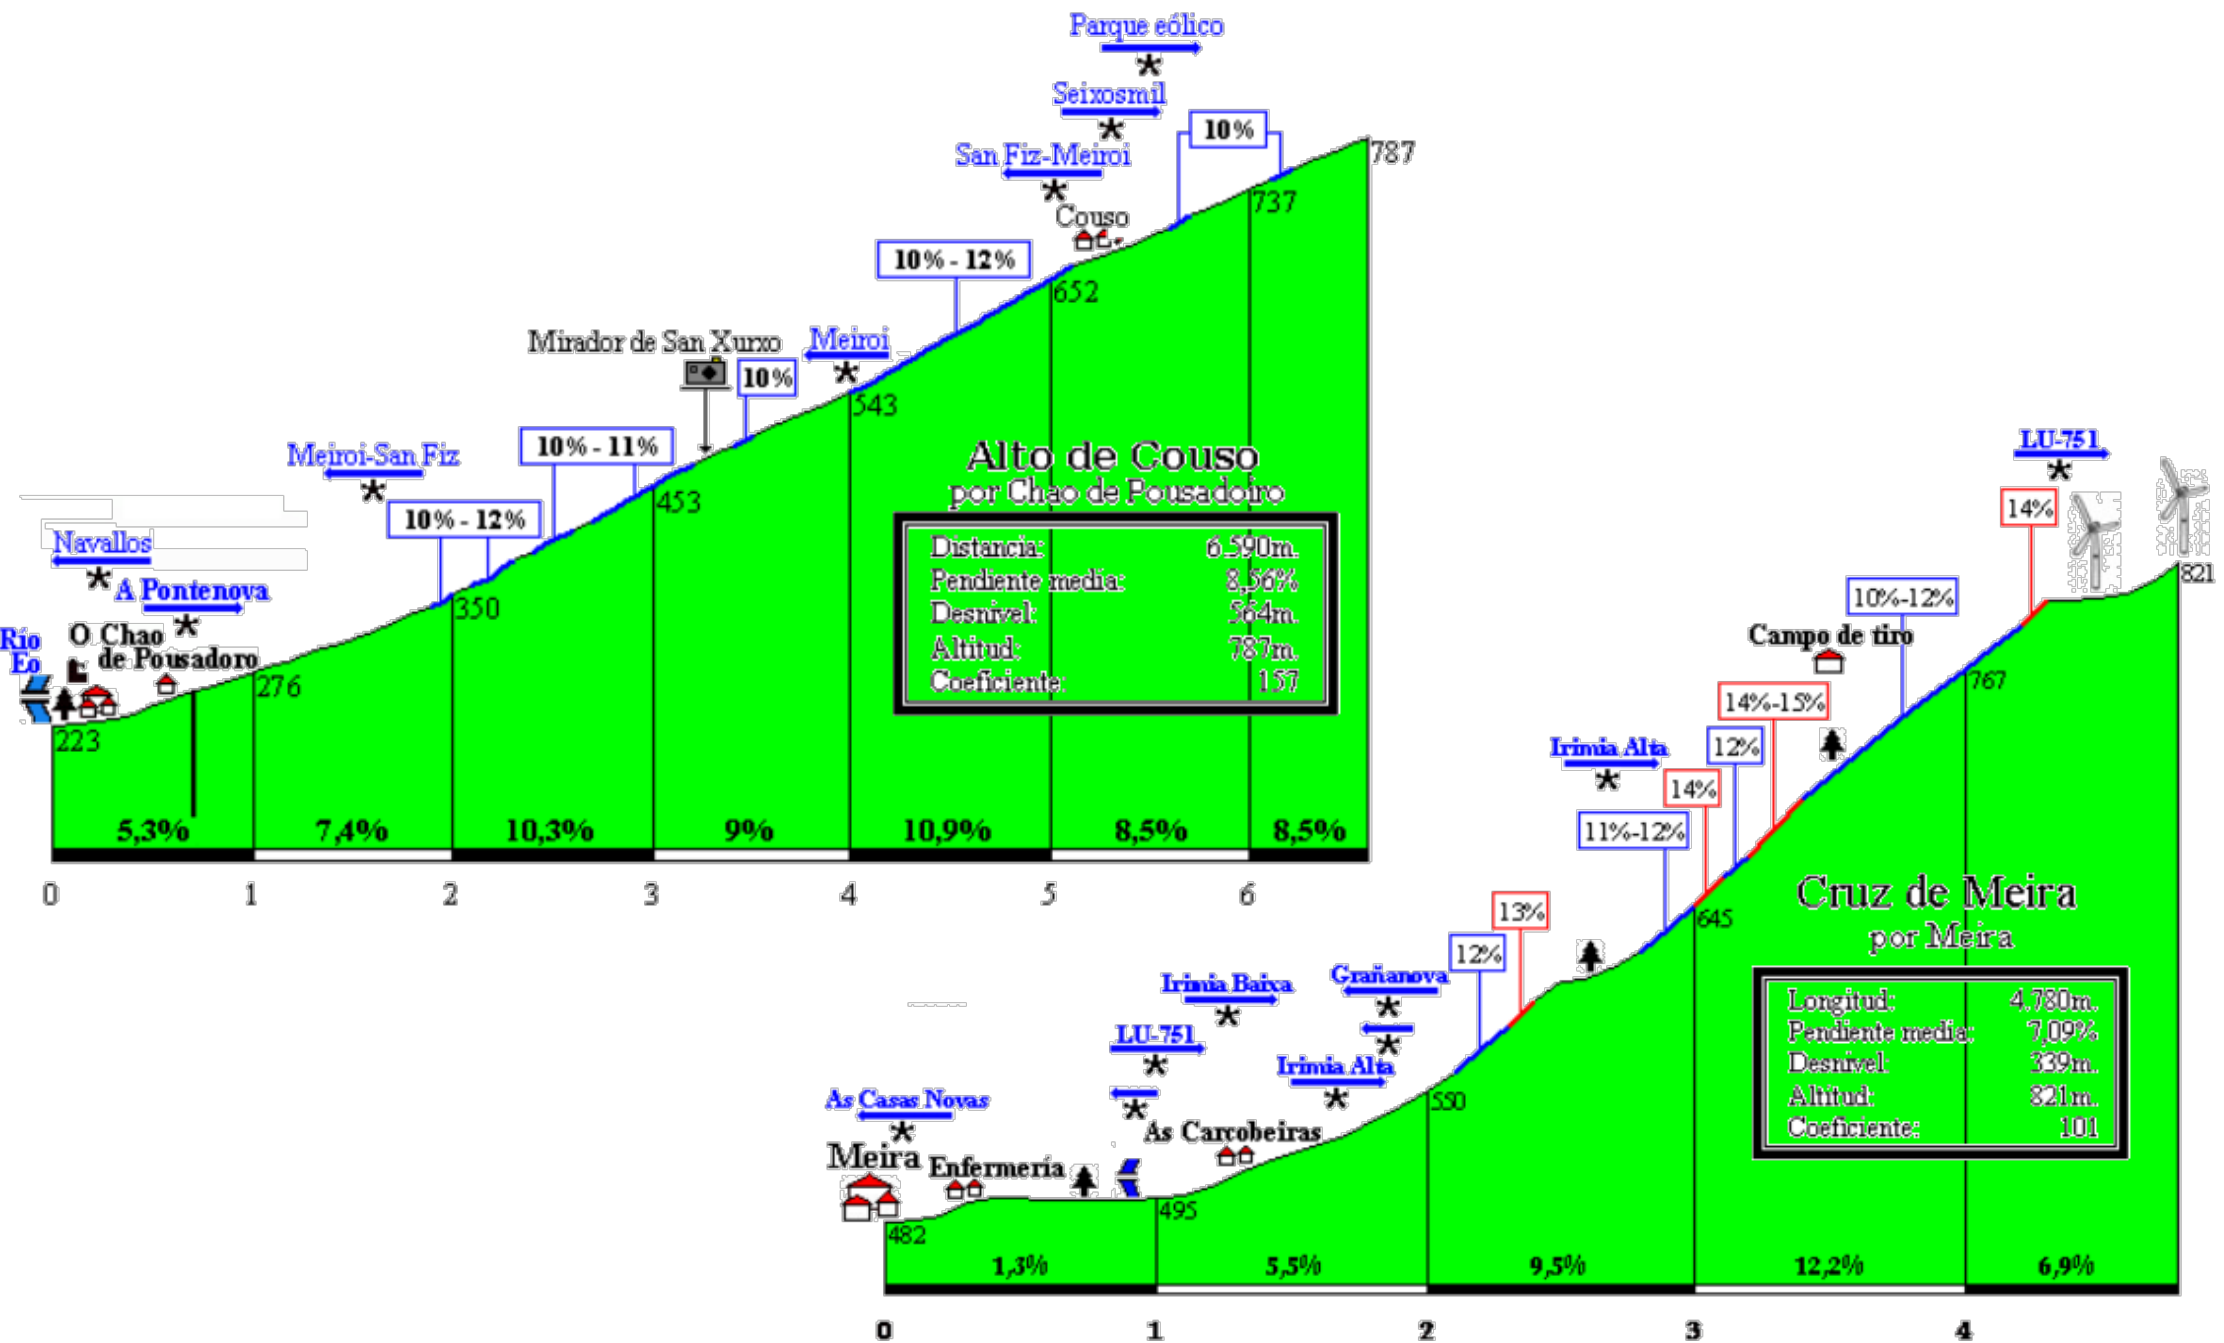 Parque eólico
Seixosmil
10%
San Fiz-Meiroi
787
Couso
737
10% - 12%
652
Mirador de San Xurxo
Meiroi
10%
543
Meiroi-San Fiz
10% - 11%
453
10% - 12%
350
Navallos
A Pontenova
Río
Eo
O Chao
de Pousadoro
276
223
Alto de Couso
por Chao de Pousadoiro
Distancia: 6.590m.
Pendiente media: 8,56%
Desnivel: 564m.
Altitud: 787m.
Coeficiente: 157
5,3% 7,4% 10,3% 9% 10,9% 8,5% 8,5%
0 1 2 3 4 5 6
LU-751
14%
821
10%-12%
Campo de tiro
767
14%-15%
12%
Irimia Alta
14%
11%-12%
645
13%
12%
Grañanova
Irimia Baixa
LU-751
Irimia Alta
550
As Casas Novas
As Carcobeiras
Meira
Enfermería
495
482
Cruz de Meira
por Meira
Longitud: 4.780m.
Pendiente media: 7,09%
Desnivel: 339m.
Altitud: 821m.
Coeficiente: 101
1,3% 5,5% 9,5% 12,2% 6,9%
0 1 2 3 4